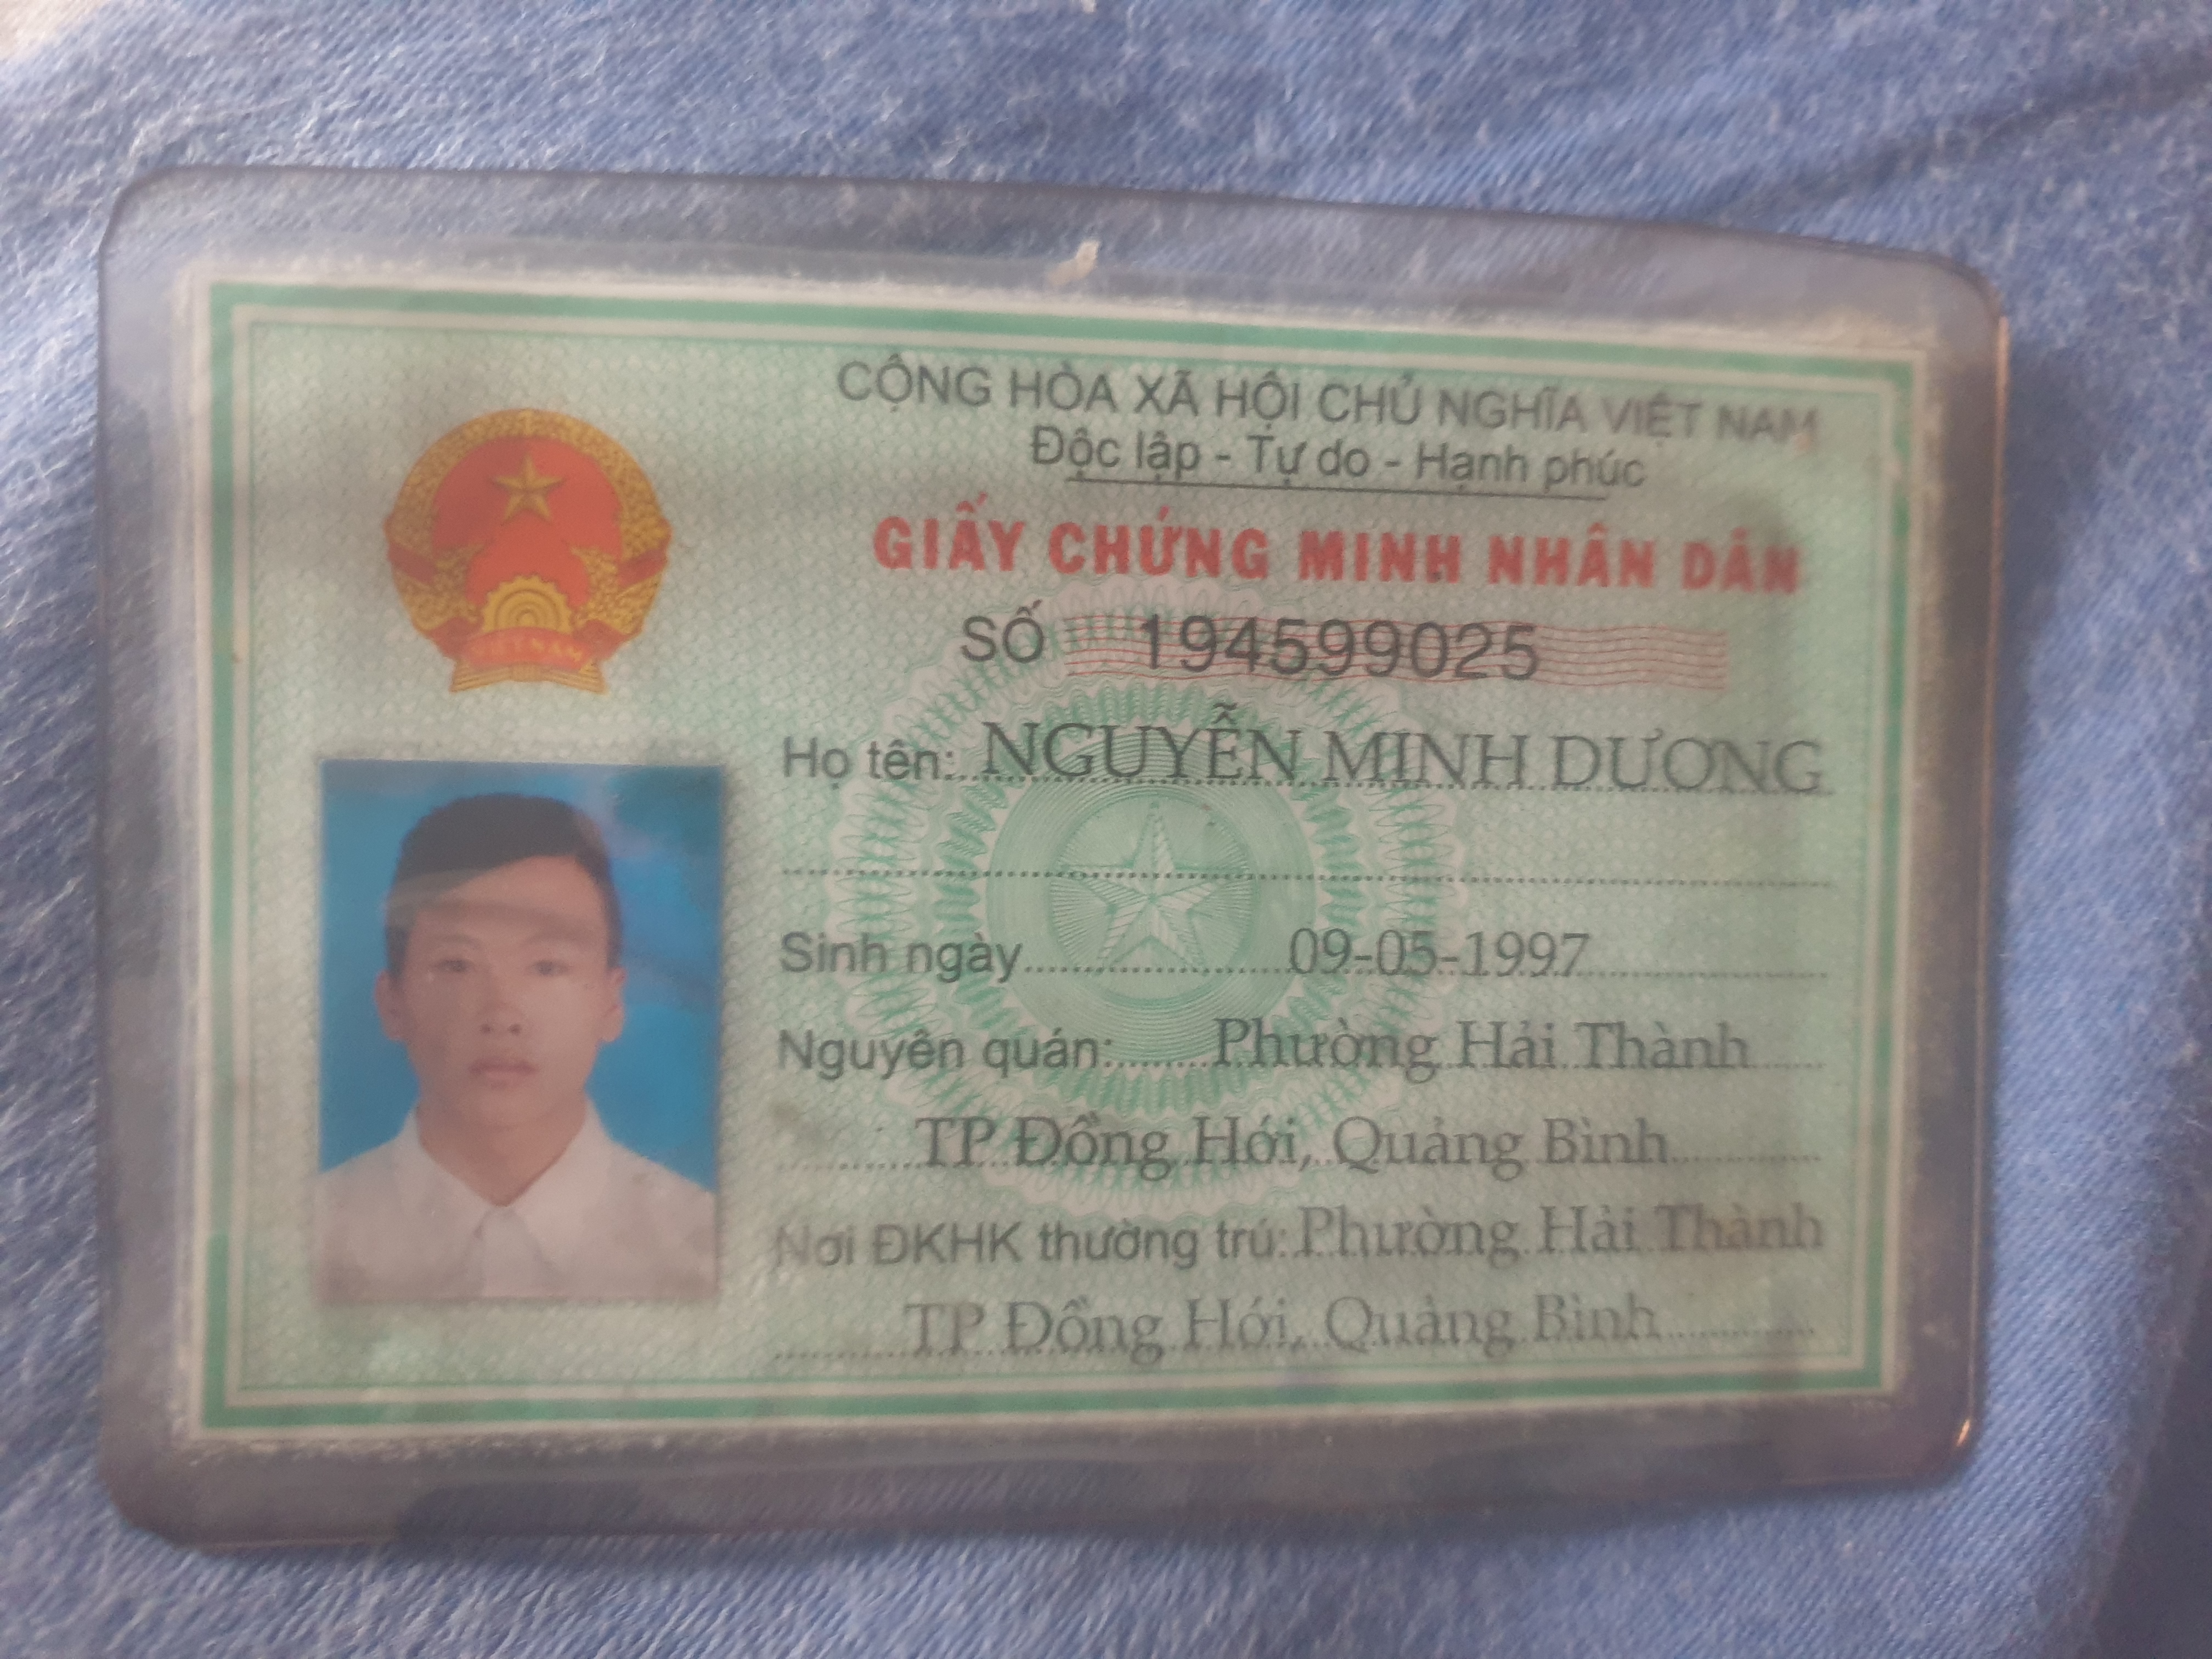 CỘNG HÒA XÃ HỘI CHỦ NGHĨA VIỆT NAM
Độc lập - Tự do - Hạnh phúc
GIẤY CHỨNG MINH NHÂN DÂN
SỐ 194599025
Họ tên: NGUYỄN MINH DƯƠNG
Sinh ngày 09-05-1997
Nguyên quán: Phường Hải Thành
TP Đồng Hới, Quảng Bình
Nơi ĐKHK thường trú: Phường Hải Thành
TP Đồng Hới, Quảng Bình
VIỆT NAM